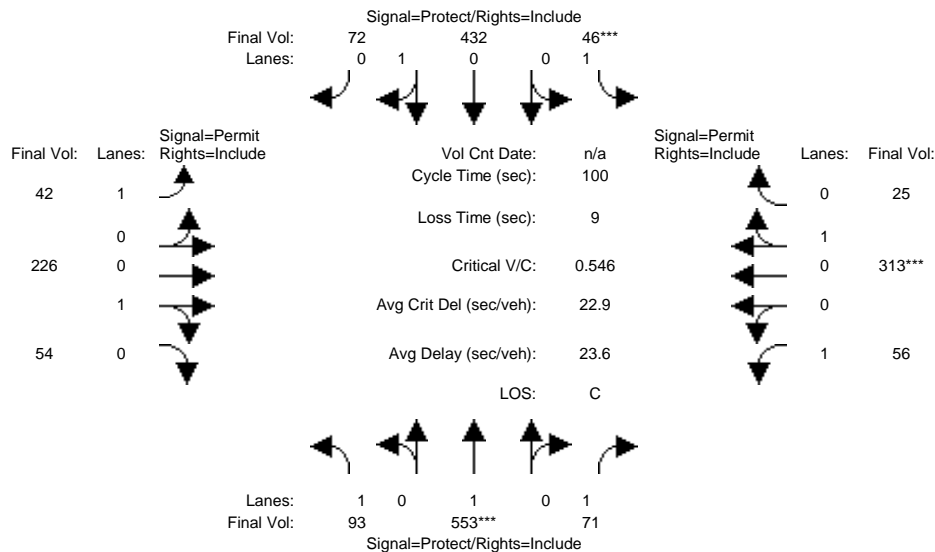 Signal=Protect/Rights=Include
Final Vol: 72 432 46***
Lanes: 0 1 0 0 1
Signal=Permit
Final Vol: Lanes: Rights=Include
Vol Cnt Date: n/a
Signal=Permit
Rights=Include Lanes: Final Vol:
Cycle Time (sec): 100
42 1
0 25
Loss Time (sec): 9
0
1
226 0
Critical V/C: 0.546
0 313***
1
Avg Crit Del (sec/veh): 22.9
0
54 0
Avg Delay (sec/veh): 23.6
1 56
LOS: C
Lanes: 1 0 1 0 1
Final Vol: 93 553*** 71
Signal=Protect/Rights=Include